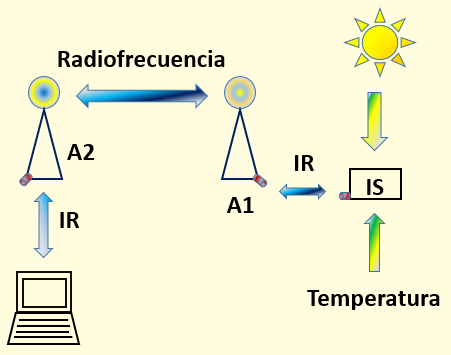 Radiofrecuencia
A2
IR
A1
IR
IS
Temperatura